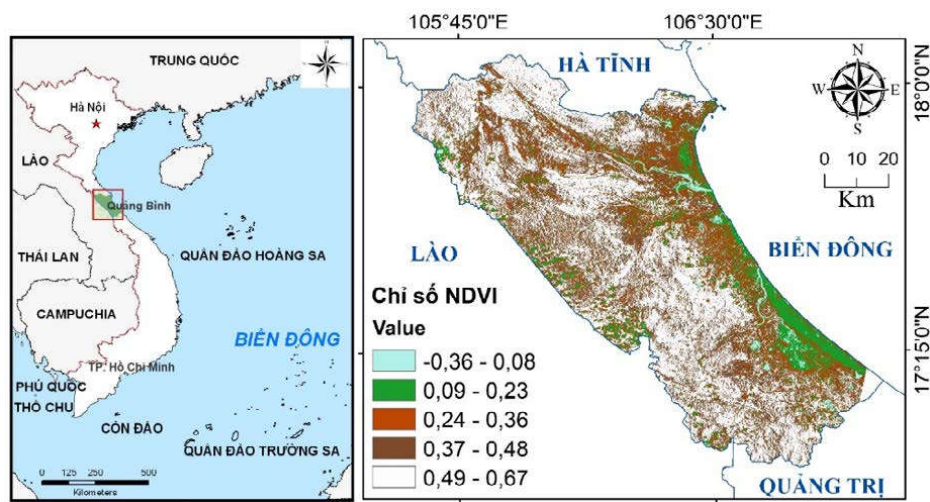 TRUNG QUỐC
Hà Nội
LÀO
Quảng Bình
THÁI LAN
QUẦN ĐẢO HOÀNG SA
CAMPUCHIA
BIỂN ĐÔNG
TP. Hồ Chí Minh
PHÚ QUỐC
THỔ CHU
CÔN ĐẢO
QUẦN ĐẢO TRƯỜNG SA
0 125 250 500
Kilometers
105°45'0"E 106°30'0"E
HÀ TĨNH
N
W E
S
18°0'0"N
0 10 20
Km
BIỂN ĐÔNG
LÀO
Chỉ số NDVI
Value
-0,36 - 0,08
0,09 - 0,23
0,24 - 0,36
0,37 - 0,48
0,49 - 0,67
17°15'0"N
QUẢNG TRỊ